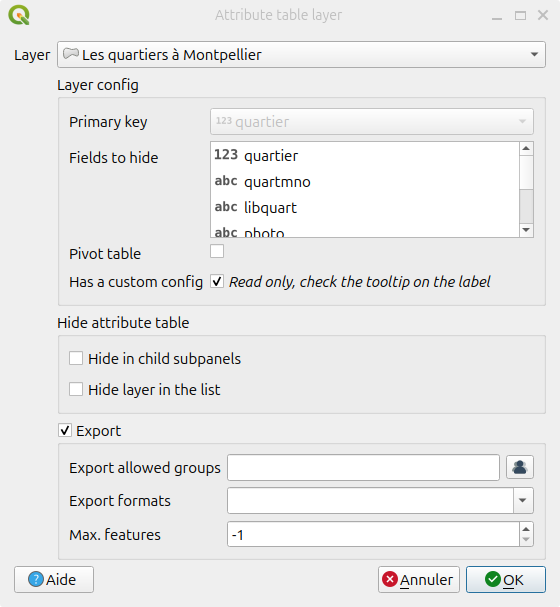 Attribute table layer
Layer Les quartiers à Montpellier
Layer config
Primary key 123 quartier
Fields to hide 123 quartier
abc quartmno
abc libquart
abc photo
Pivot table
Has a custom config Read only, check the tooltip on the label
Hide attribute table
Hide in child subpanels
Hide layer in the list
Export
Export allowed groups
Export formats
Max. features -1
? Aide Annuler OK